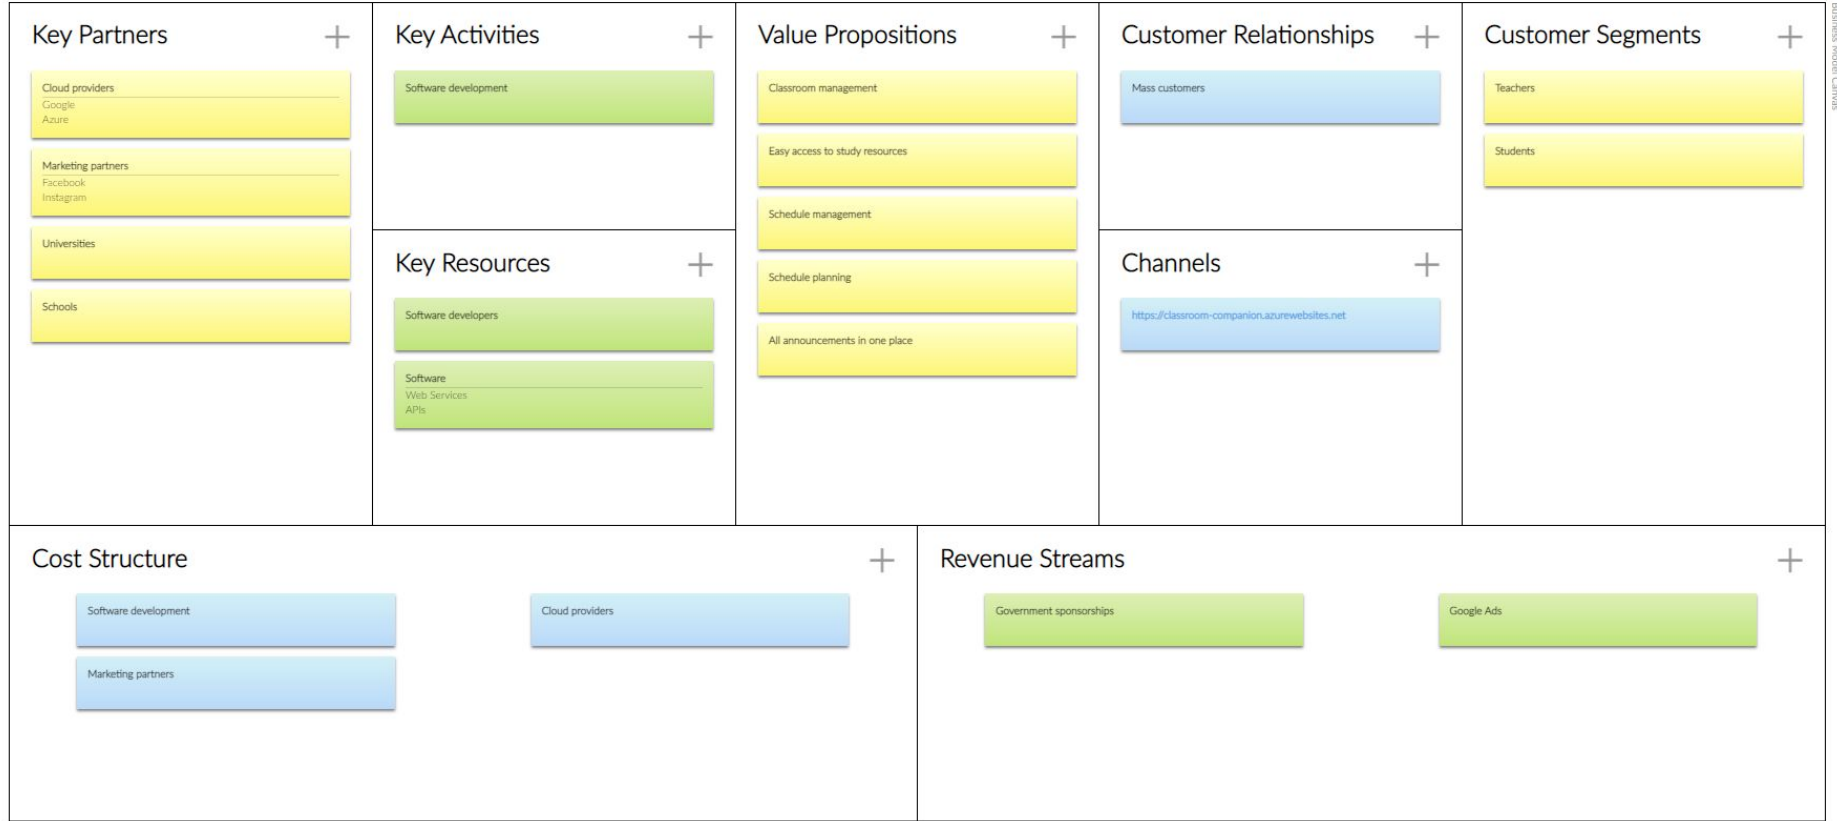 Key Partners
Cloud providers
Google
Azure
Marketing partners
Facebook
Instagram
Universities
Schools
Key Activities
Software development
Key Resources
Software developers
Software
Web Services
APIs
Value Propositions
Classroom management
Easy access to study resources
Schedule management
Schedule planning
All announcements in one place
Customer Relationships
Mass customers
Channels
https://classroom-companion.azurewebsites.net
Customer Segments
Teachers
Students
Cost Structure
Software development
Cloud providers
Marketing partners
Revenue Streams
Government sponsorships
Google Ads
Business Model Canvas